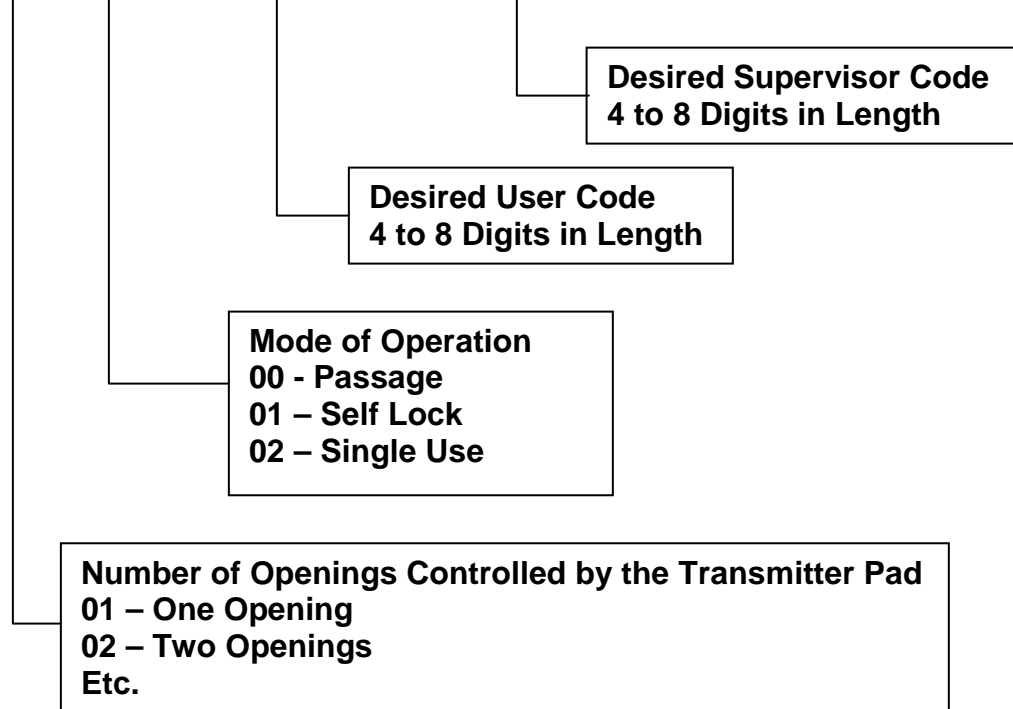 Desired Supervisor Code
4 to 8 Digits in Length
Desired User Code
4 to 8 Digits in Length
Mode of Operation
00 - Passage
01 – Self Lock
02 – Single Use
Number of Openings Controlled by the Transmitter Pad
01 – One Opening
02 – Two Openings
Etc.